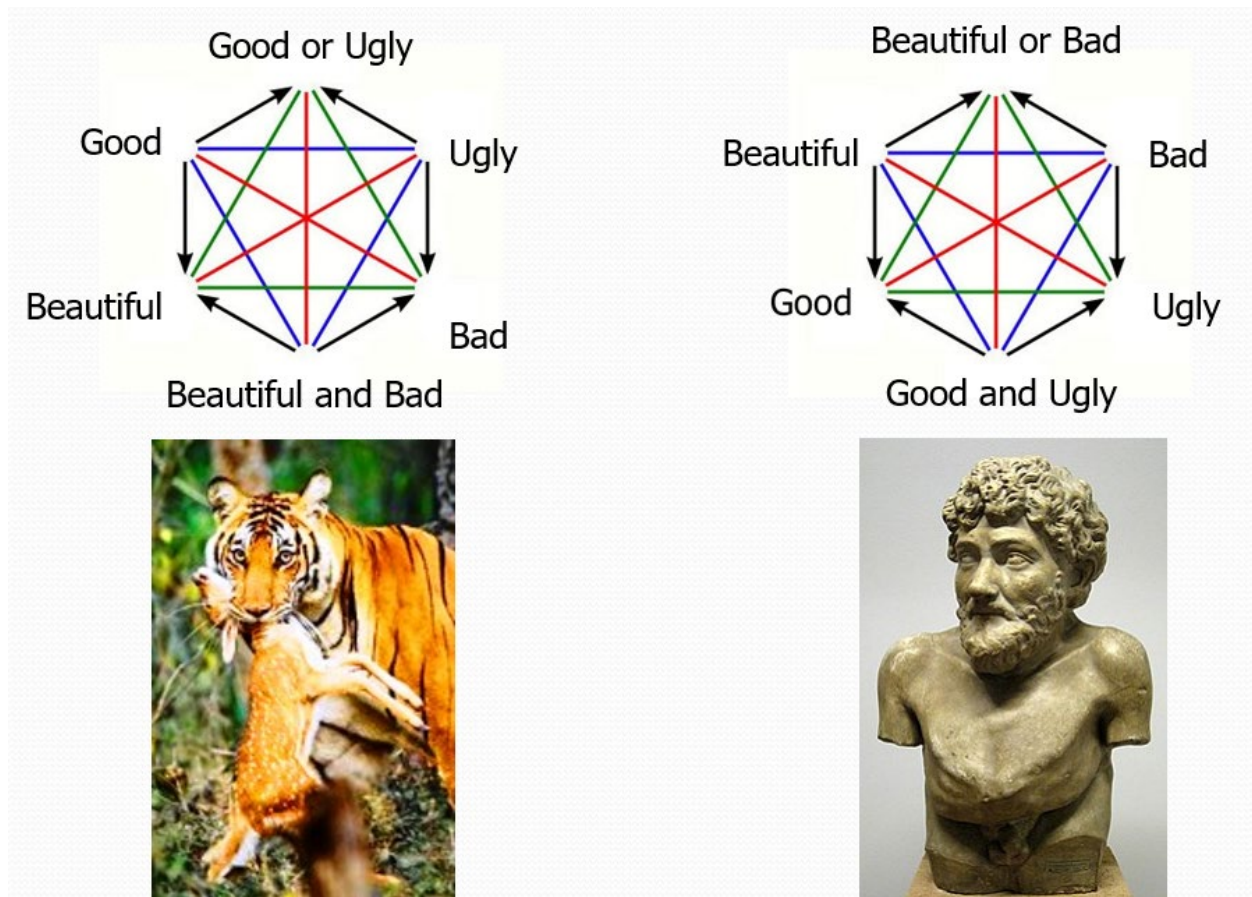 Good or Ugly
Good
Ugly
Beautiful
Bad
Beautiful and Bad
Beautiful or Bad
Beautiful
Bad
Good
Ugly
Good and Ugly